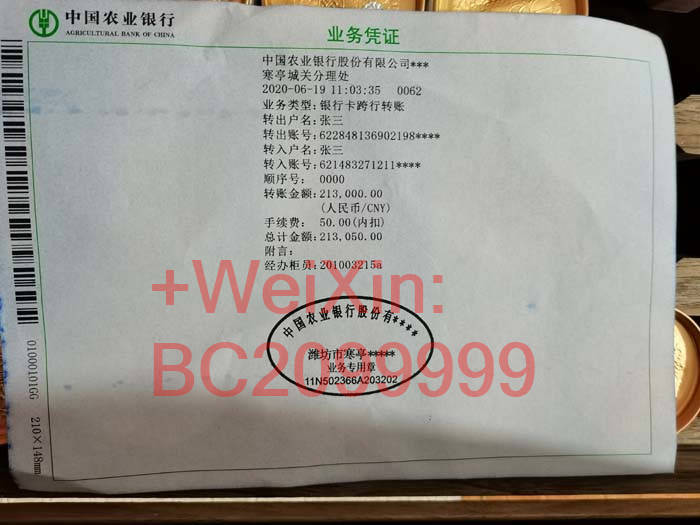 中国农业银行
AGRICULTURAL BANK OF CHINA
业务凭证
中国农业银行股份有限公司***
寒亭城关分理处
2020-06-19 11:03:35 0062
业务类型:银行卡跨行转账
转出户名:张三
转出账号:622848136902198****
转入户名:张三
转入账号:621483271211****
顺序号: 0000
转账金额:213,000.00
(人民币/CNY)
手续费: 50.00(内扣)
总计金额:213,050.00
附言:
经办柜员:201003215a
+WeiXin:
BC2099999
中国农业银行股份有****
潍坊市寒亭*****
业务专用章
11N502366A203202
01000101GG 210×148mm